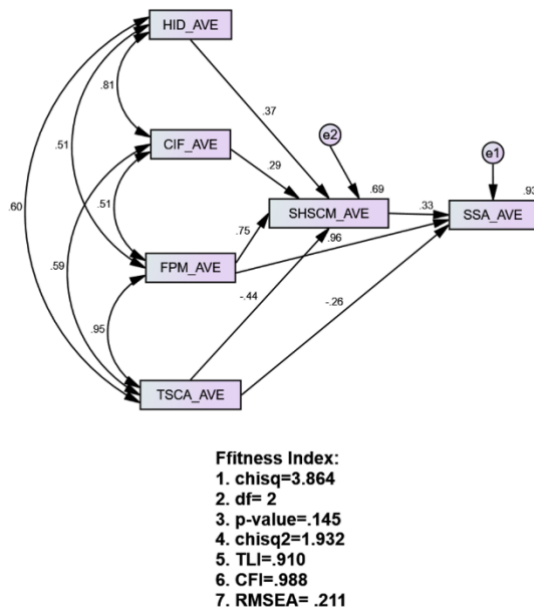 HID_AVE
.81
.37
.51
e2
e1
CIF_AVE
.60
.29
.69
.93
SHSCM_AVE
.33
SSA_AVE
.51
.59
.75
.96
FPM_AVE
-.44
-.26
.95
TSCA_AVE
Ffitness Index:
1. chisq=3.864
2. df= 2
3. p-value=.145
4. chisq2=1.932
5. TLI=.910
6. CFI=.988
7. RMSEA= .211